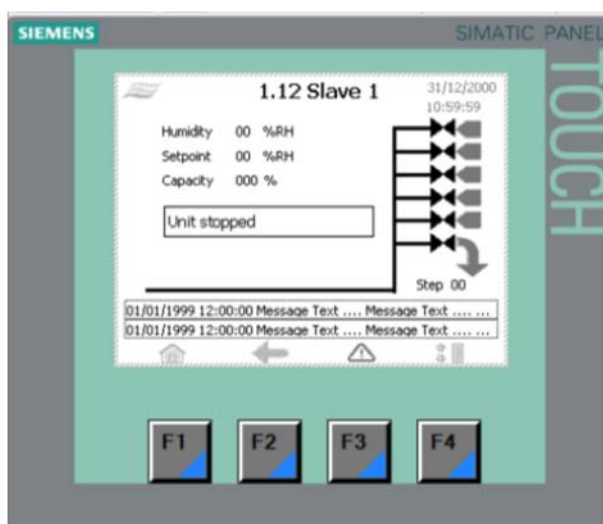 SIEMENS
SIMATIC PANEL
TOUCH
1.12 Slave 1
31/12/2000
10:59:59
Humidity 00 %RH
Setpoint 00 %RH
Capacity 000 %
Unit stopped
Step 00
01/01/1999 12:00:00 Message Text .... Message Text .... ...
01/01/1999 12:00:00 Message Text .... Message Text .... ...
F1 F2 F3 F4